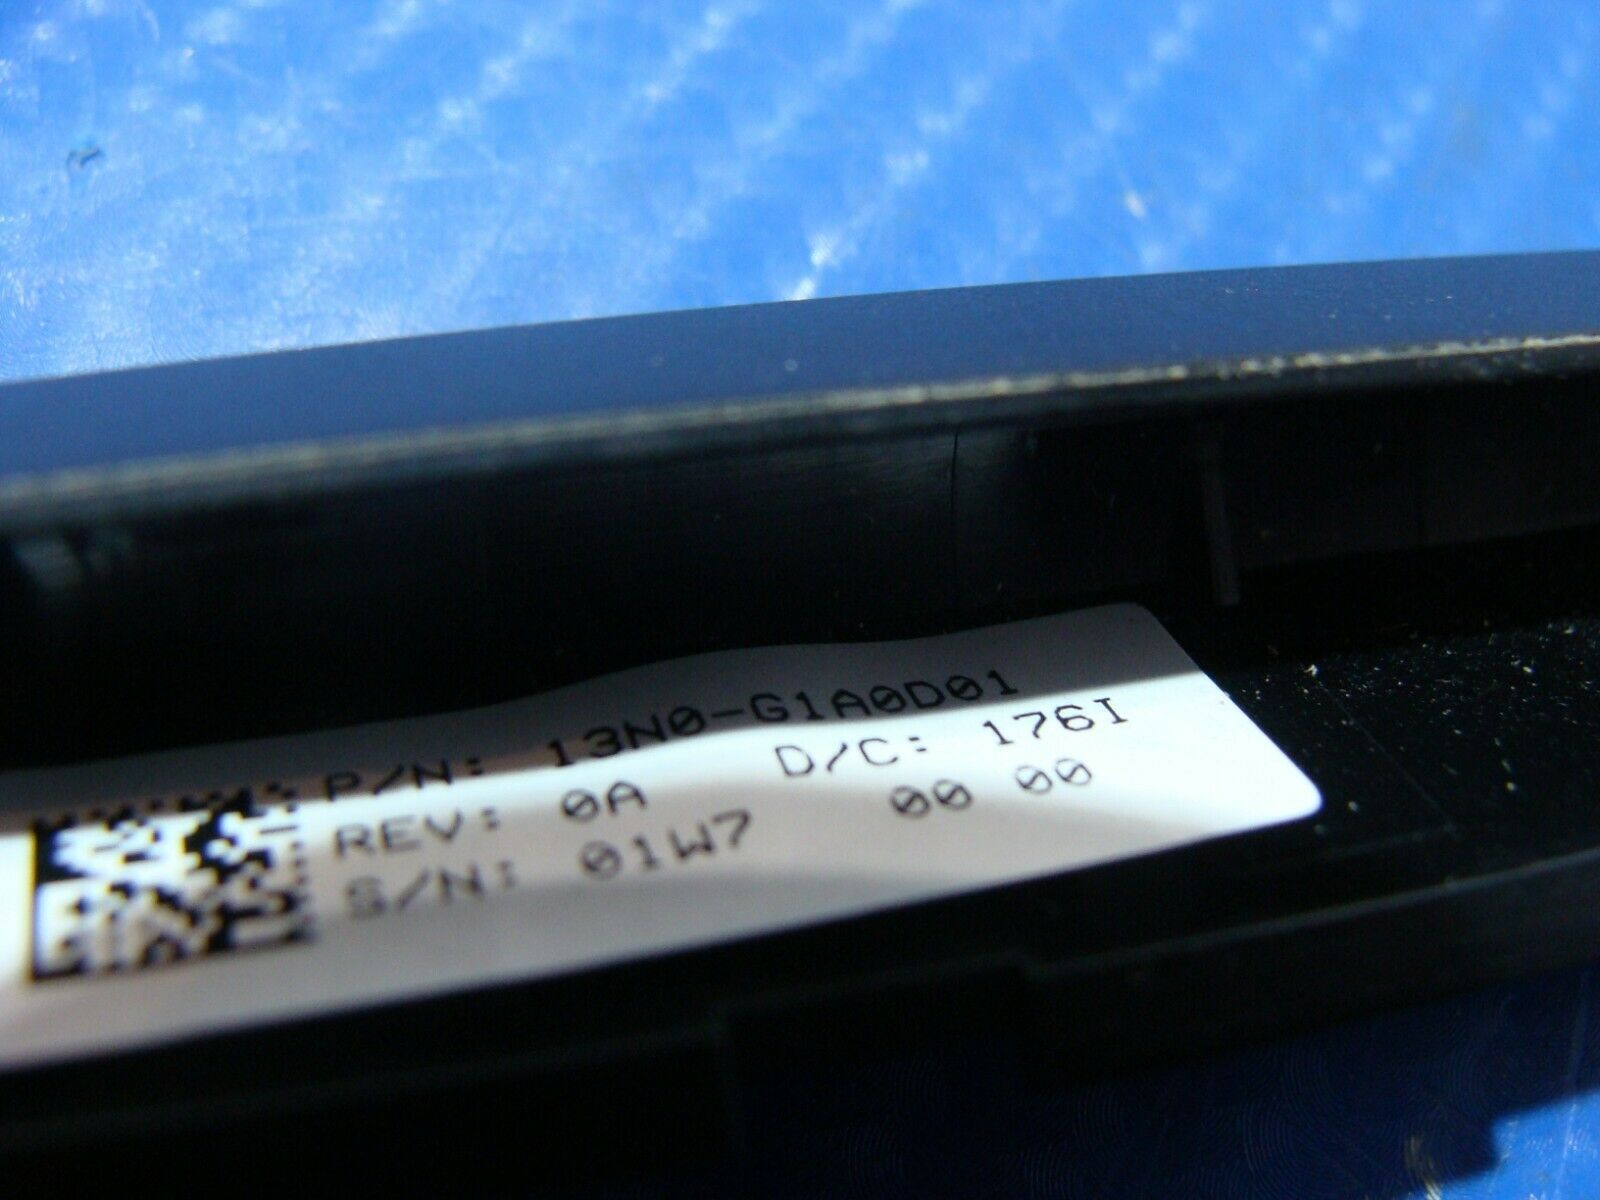 P/N: 13N0-G1A0D01
REV: 0A D/C: 176I
S/N: 01W7 00 00